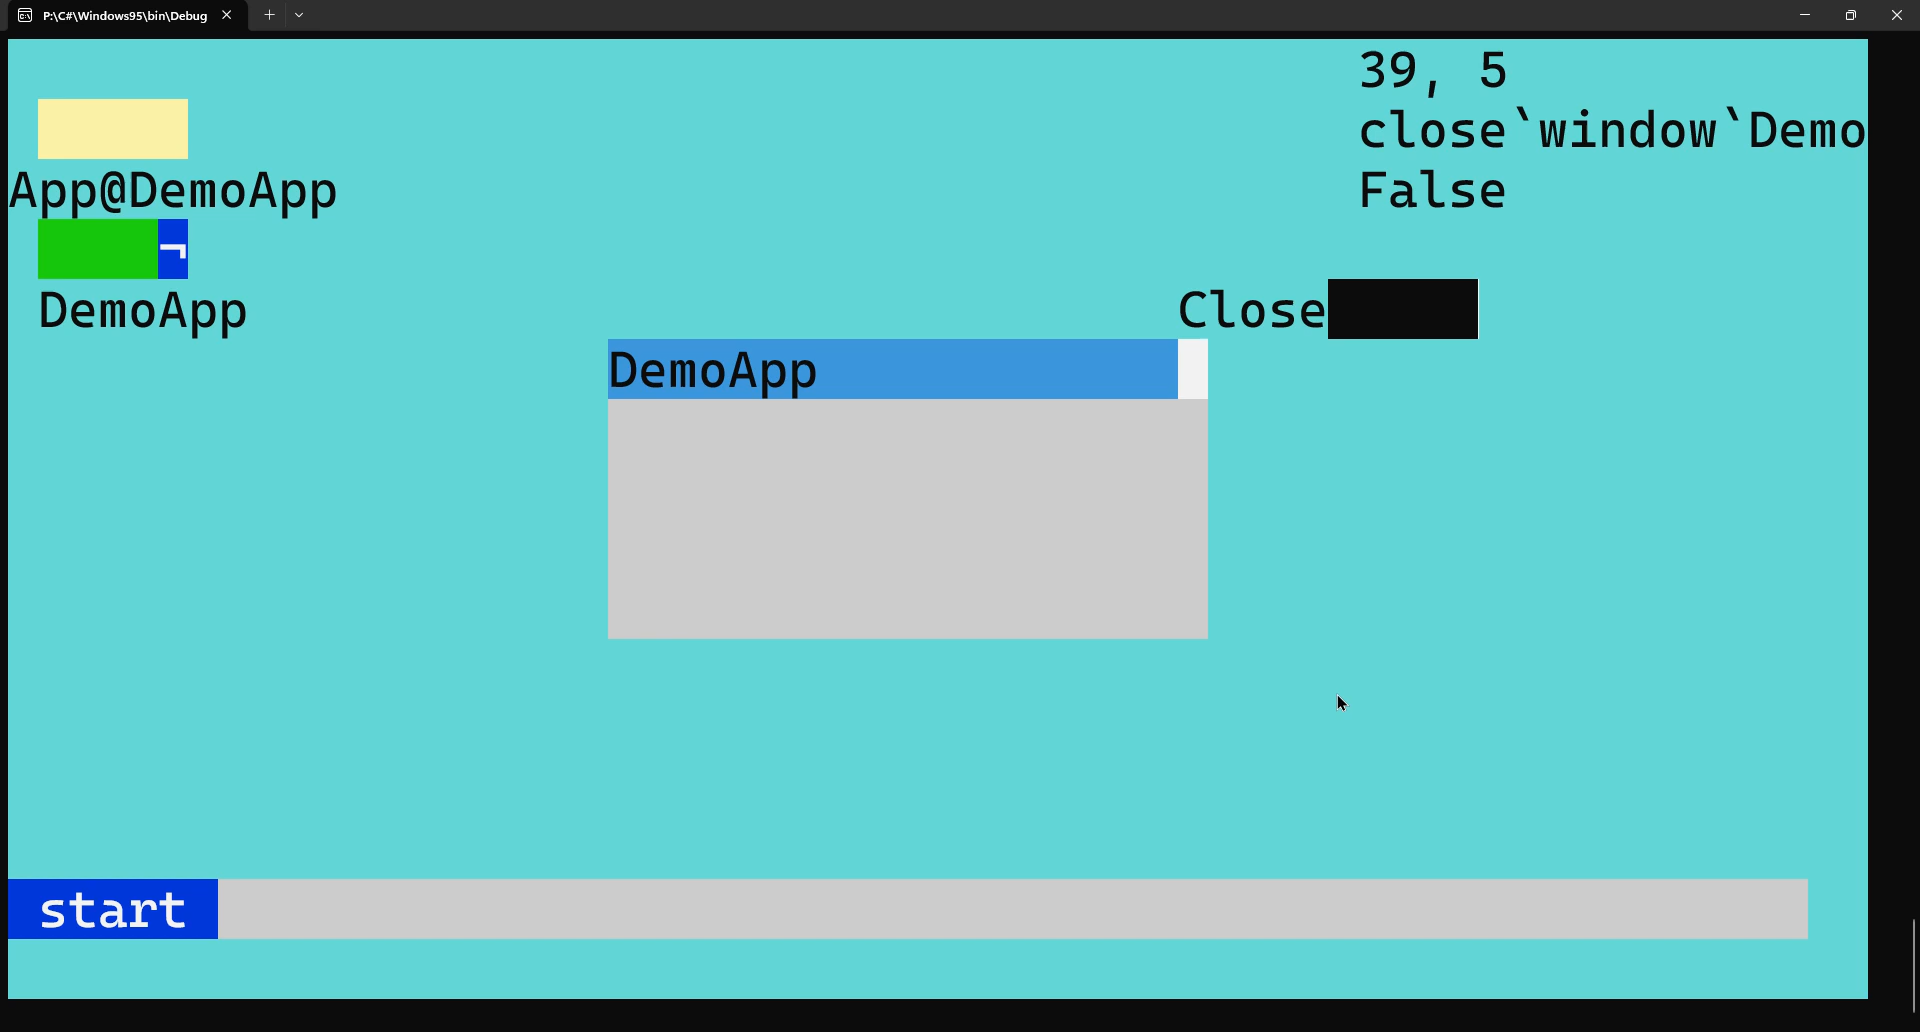 P:\C#\Windows95\bin\Debug
39, 5
close`window`Demo
App@DemoApp
False
¬
DemoApp
Close
DemoApp
start